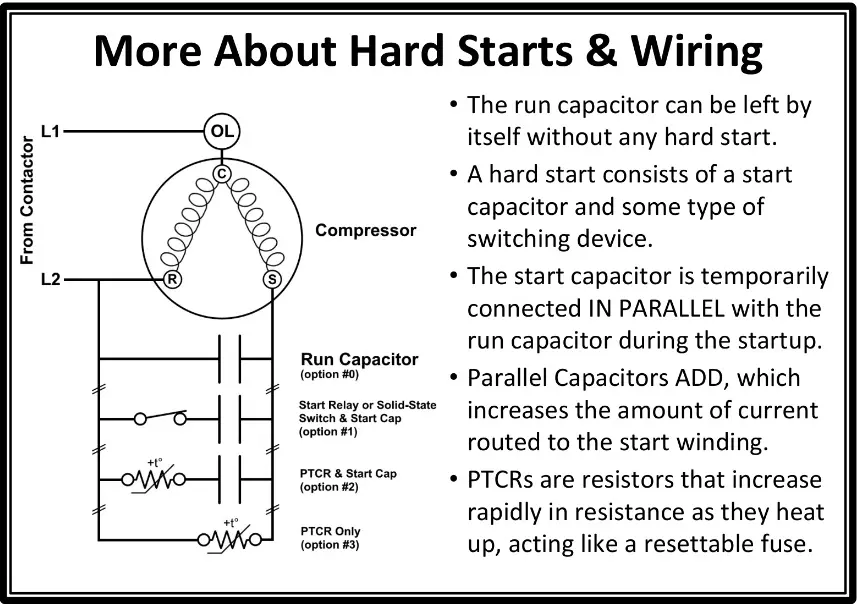 More About Hard Starts & Wiring
From Contactor
L1
OL
C
Compressor
L2
R
S
Run Capacitor
(option #0)
Start Relay or Solid-State
Switch & Start Cap
(option #1)
+t°
PTCR & Start Cap
(option #2)
+t°
PTCR Only
(option #3)
• The run capacitor can be left by
itself without any hard start.
• A hard start consists of a start
capacitor and some type of
switching device.
• The start capacitor is temporarily
connected IN PARALLEL with the
run capacitor during the startup.
• Parallel Capacitors ADD, which
increases the amount of current
routed to the start winding.
• PTCRs are resistors that increase
rapidly in resistance as they heat
up, acting like a resettable fuse.